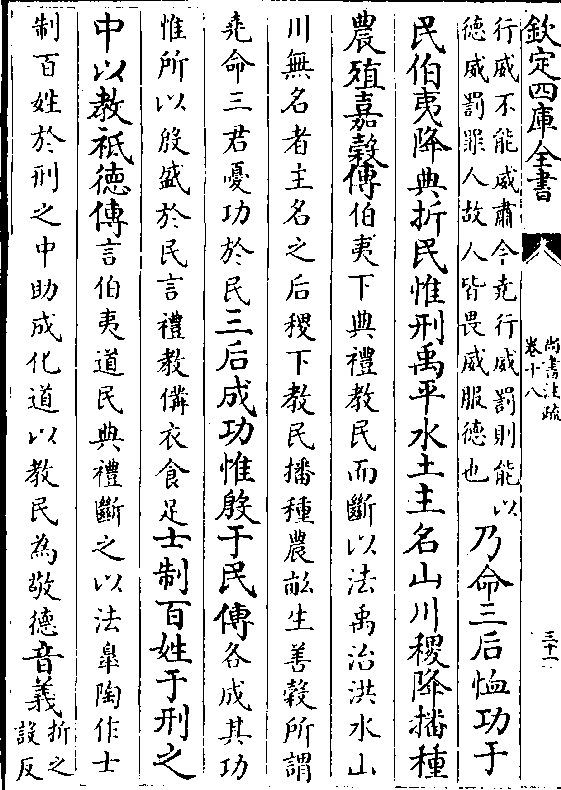 欽定四庫全書
尚書注疏
卷十八
三十一
行威不能威肅今堯行威罰則能以
德威罰罪人故人皆畏威服德也
乃命三后恤功于
民伯夷降典折民惟刑禹平水土主名山川稷降播種
農殖嘉穀傳伯夷下典禮教民而斷以法禹治洪水山
川無名者主名之后稷下教民播種農畝生善穀所謂
堯命三君憂功於民三后成功惟殷于民傳各成其功
惟所以殷盛於民言禮教備衣食足士制百姓于刑之
中以教祗德傳言伯夷道民典禮斷之以法臯陶作士
制百姓於刑之中助成化道以教民為敬德音義折之
設反